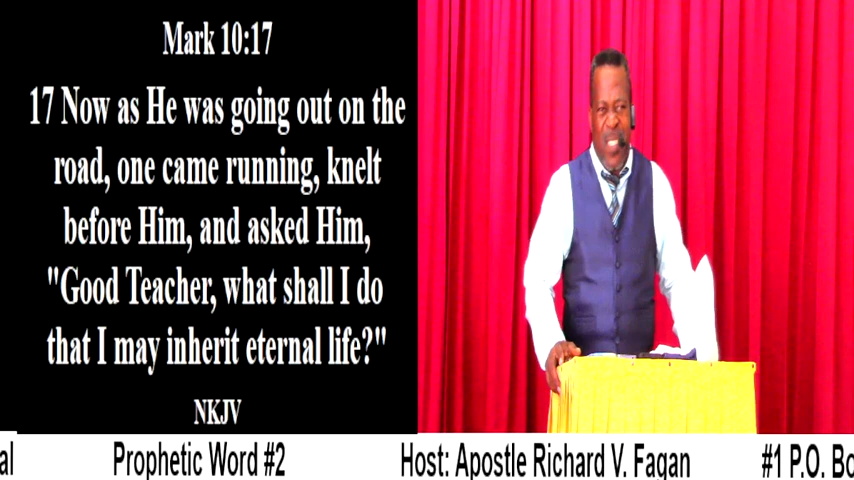 Mark 10:17
17 Now as He was going out on the
road, one came running, knelt
before Him, and asked Him,
"Good Teacher, what shall I do
that I may inherit eternal life?"
NKJV
al Prophetic Word #2 Host: Apostle Richard V. Fagan #1 P.O. Bo